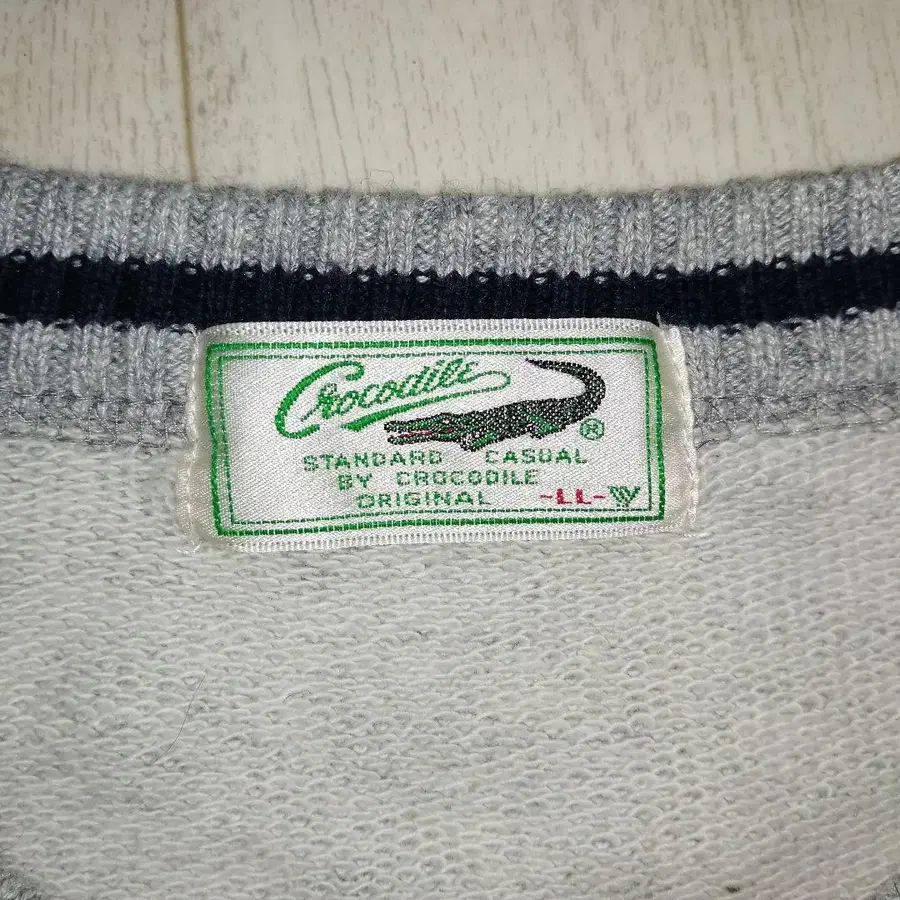 Crocodile ®
STANDARD CASUAL
BY CROCODILE
ORIGINAL -LL-